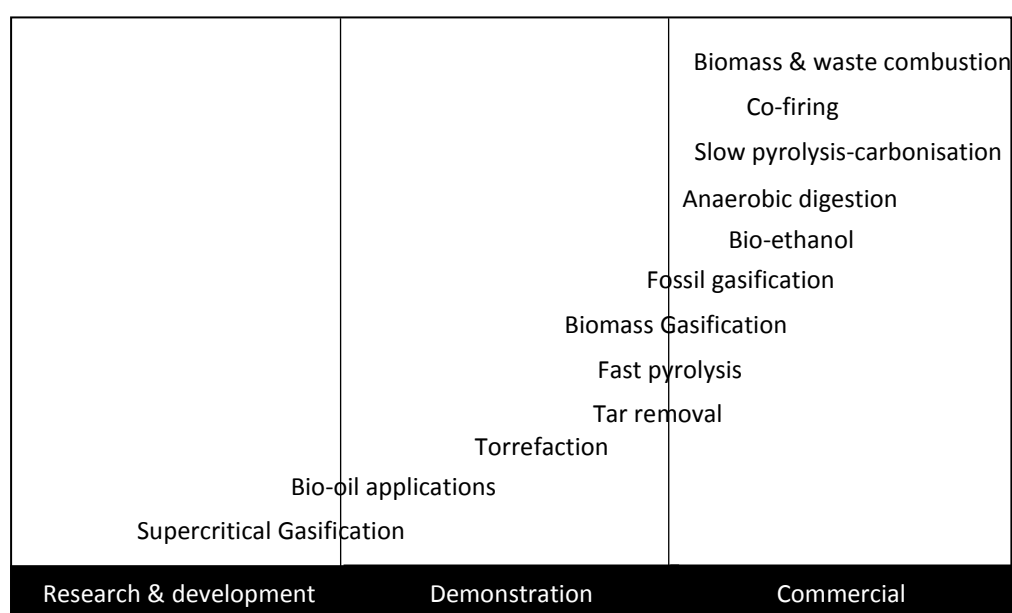 Biomass & waste combustion
Co-firing
Slow pyrolysis-carbonisation
Anaerobic digestion
Bio-ethanol
Fossil gasification
Biomass Gasification
Fast pyrolysis
Tar removal
Torrefaction
Bio-oil applications
Supercritical Gasification
Research & development Demonstration Commercial